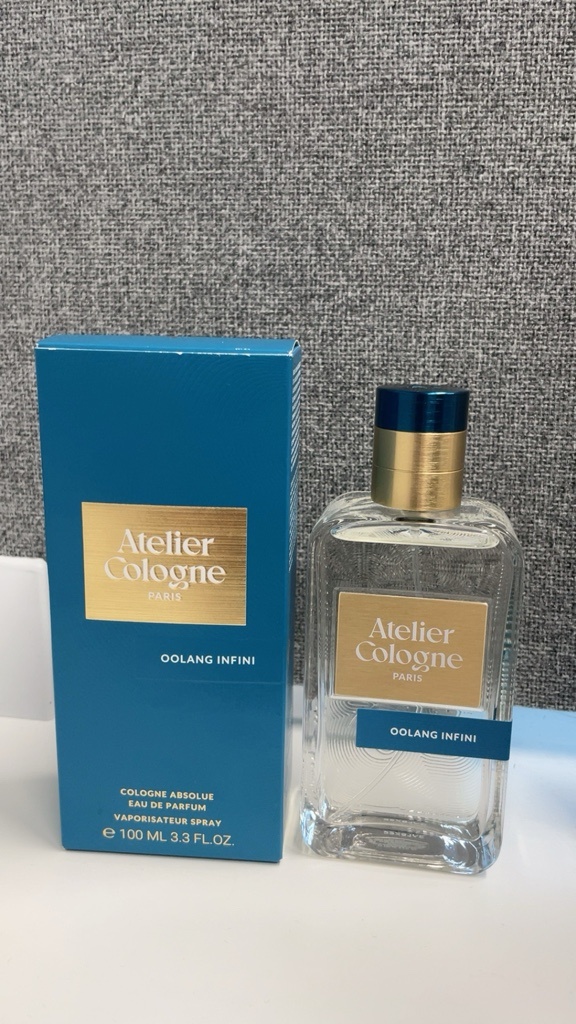 Atelier
Cologne
PARIS
OOLANG INFINI
COLOGNE ABSOLUE
EAU DE PARFUM
VAPORISATEUR SPRAY
℮ 100 ML 3.3 FL.OZ.
Atelier
Cologne
PARIS
OOLANG INFINI